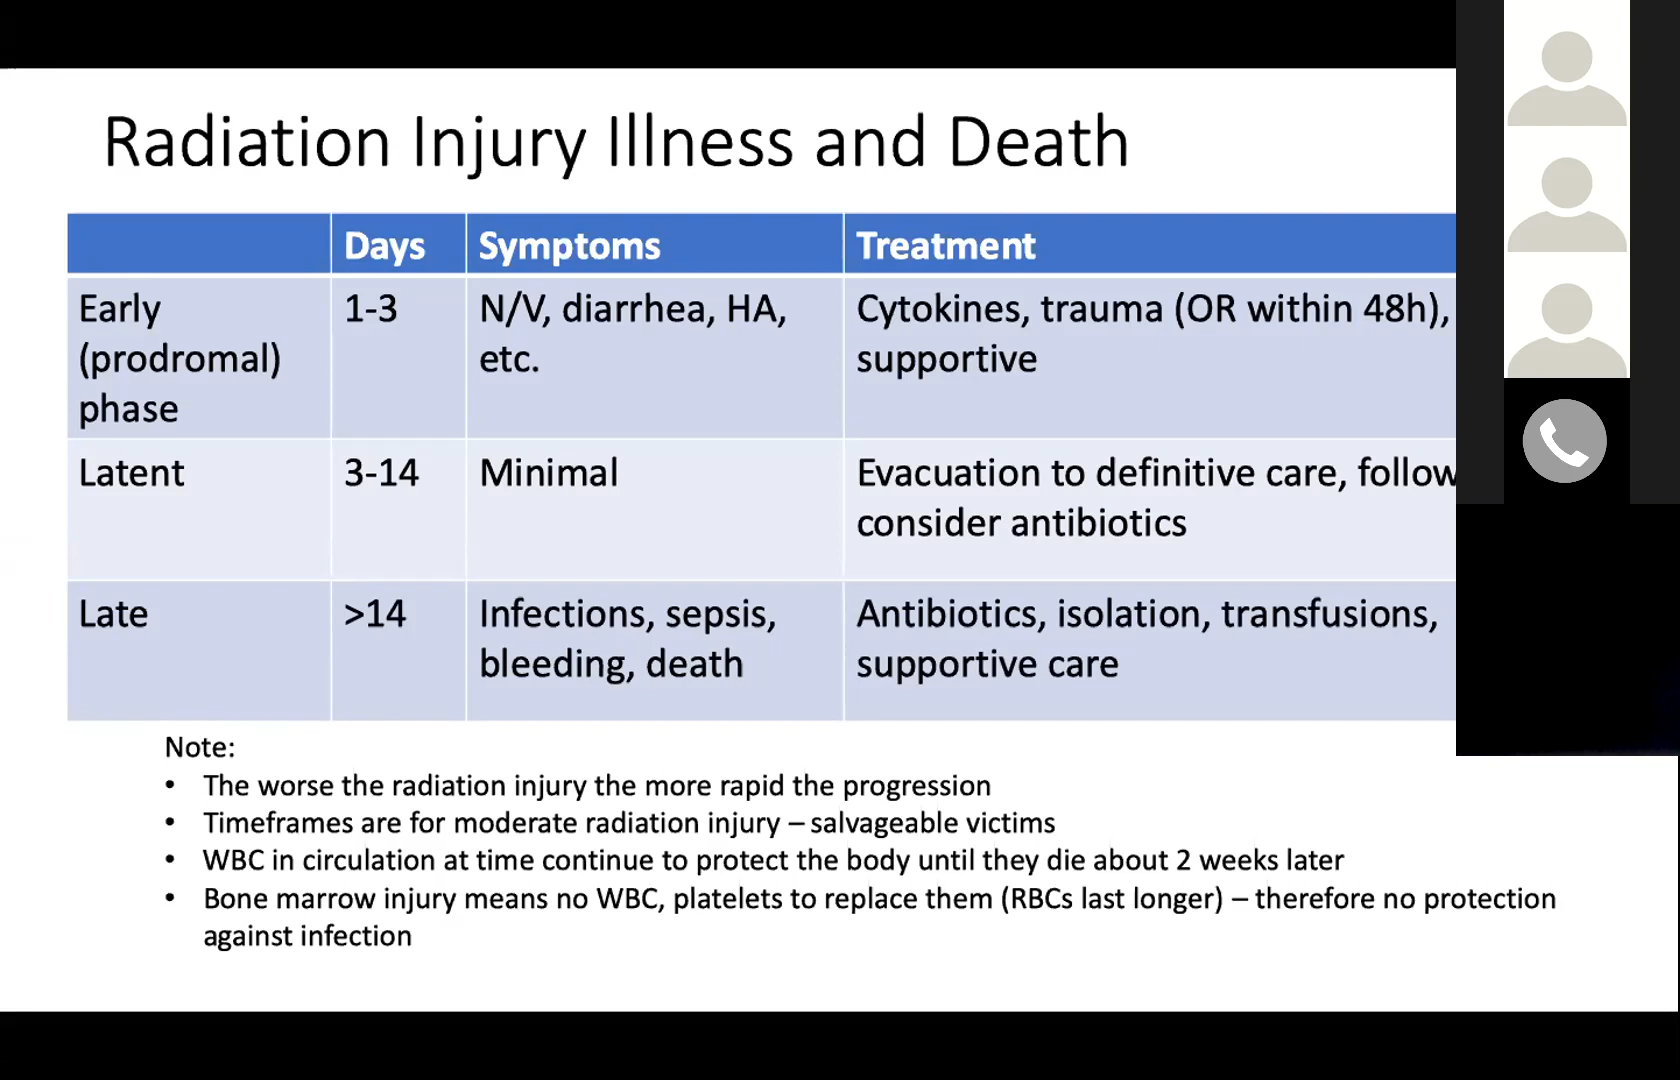 Radiation Injury Illness and Death
Days Symptoms Treatment
Early (prodromal) phase 1-3 N/V, diarrhea, HA, etc. Cytokines, trauma (OR within 48h), supportive
Latent 3-14 Minimal Evacuation to definitive care, follow consider antibiotics
Late >14 Infections, sepsis, bleeding, death Antibiotics, isolation, transfusions, supportive care
Note:
• The worse the radiation injury the more rapid the progression
• Timeframes are for moderate radiation injury – salvageable victims
• WBC in circulation at time continue to protect the body until they die about 2 weeks later
• Bone marrow injury means no WBC, platelets to replace them (RBCs last longer) – therefore no protection
against infection